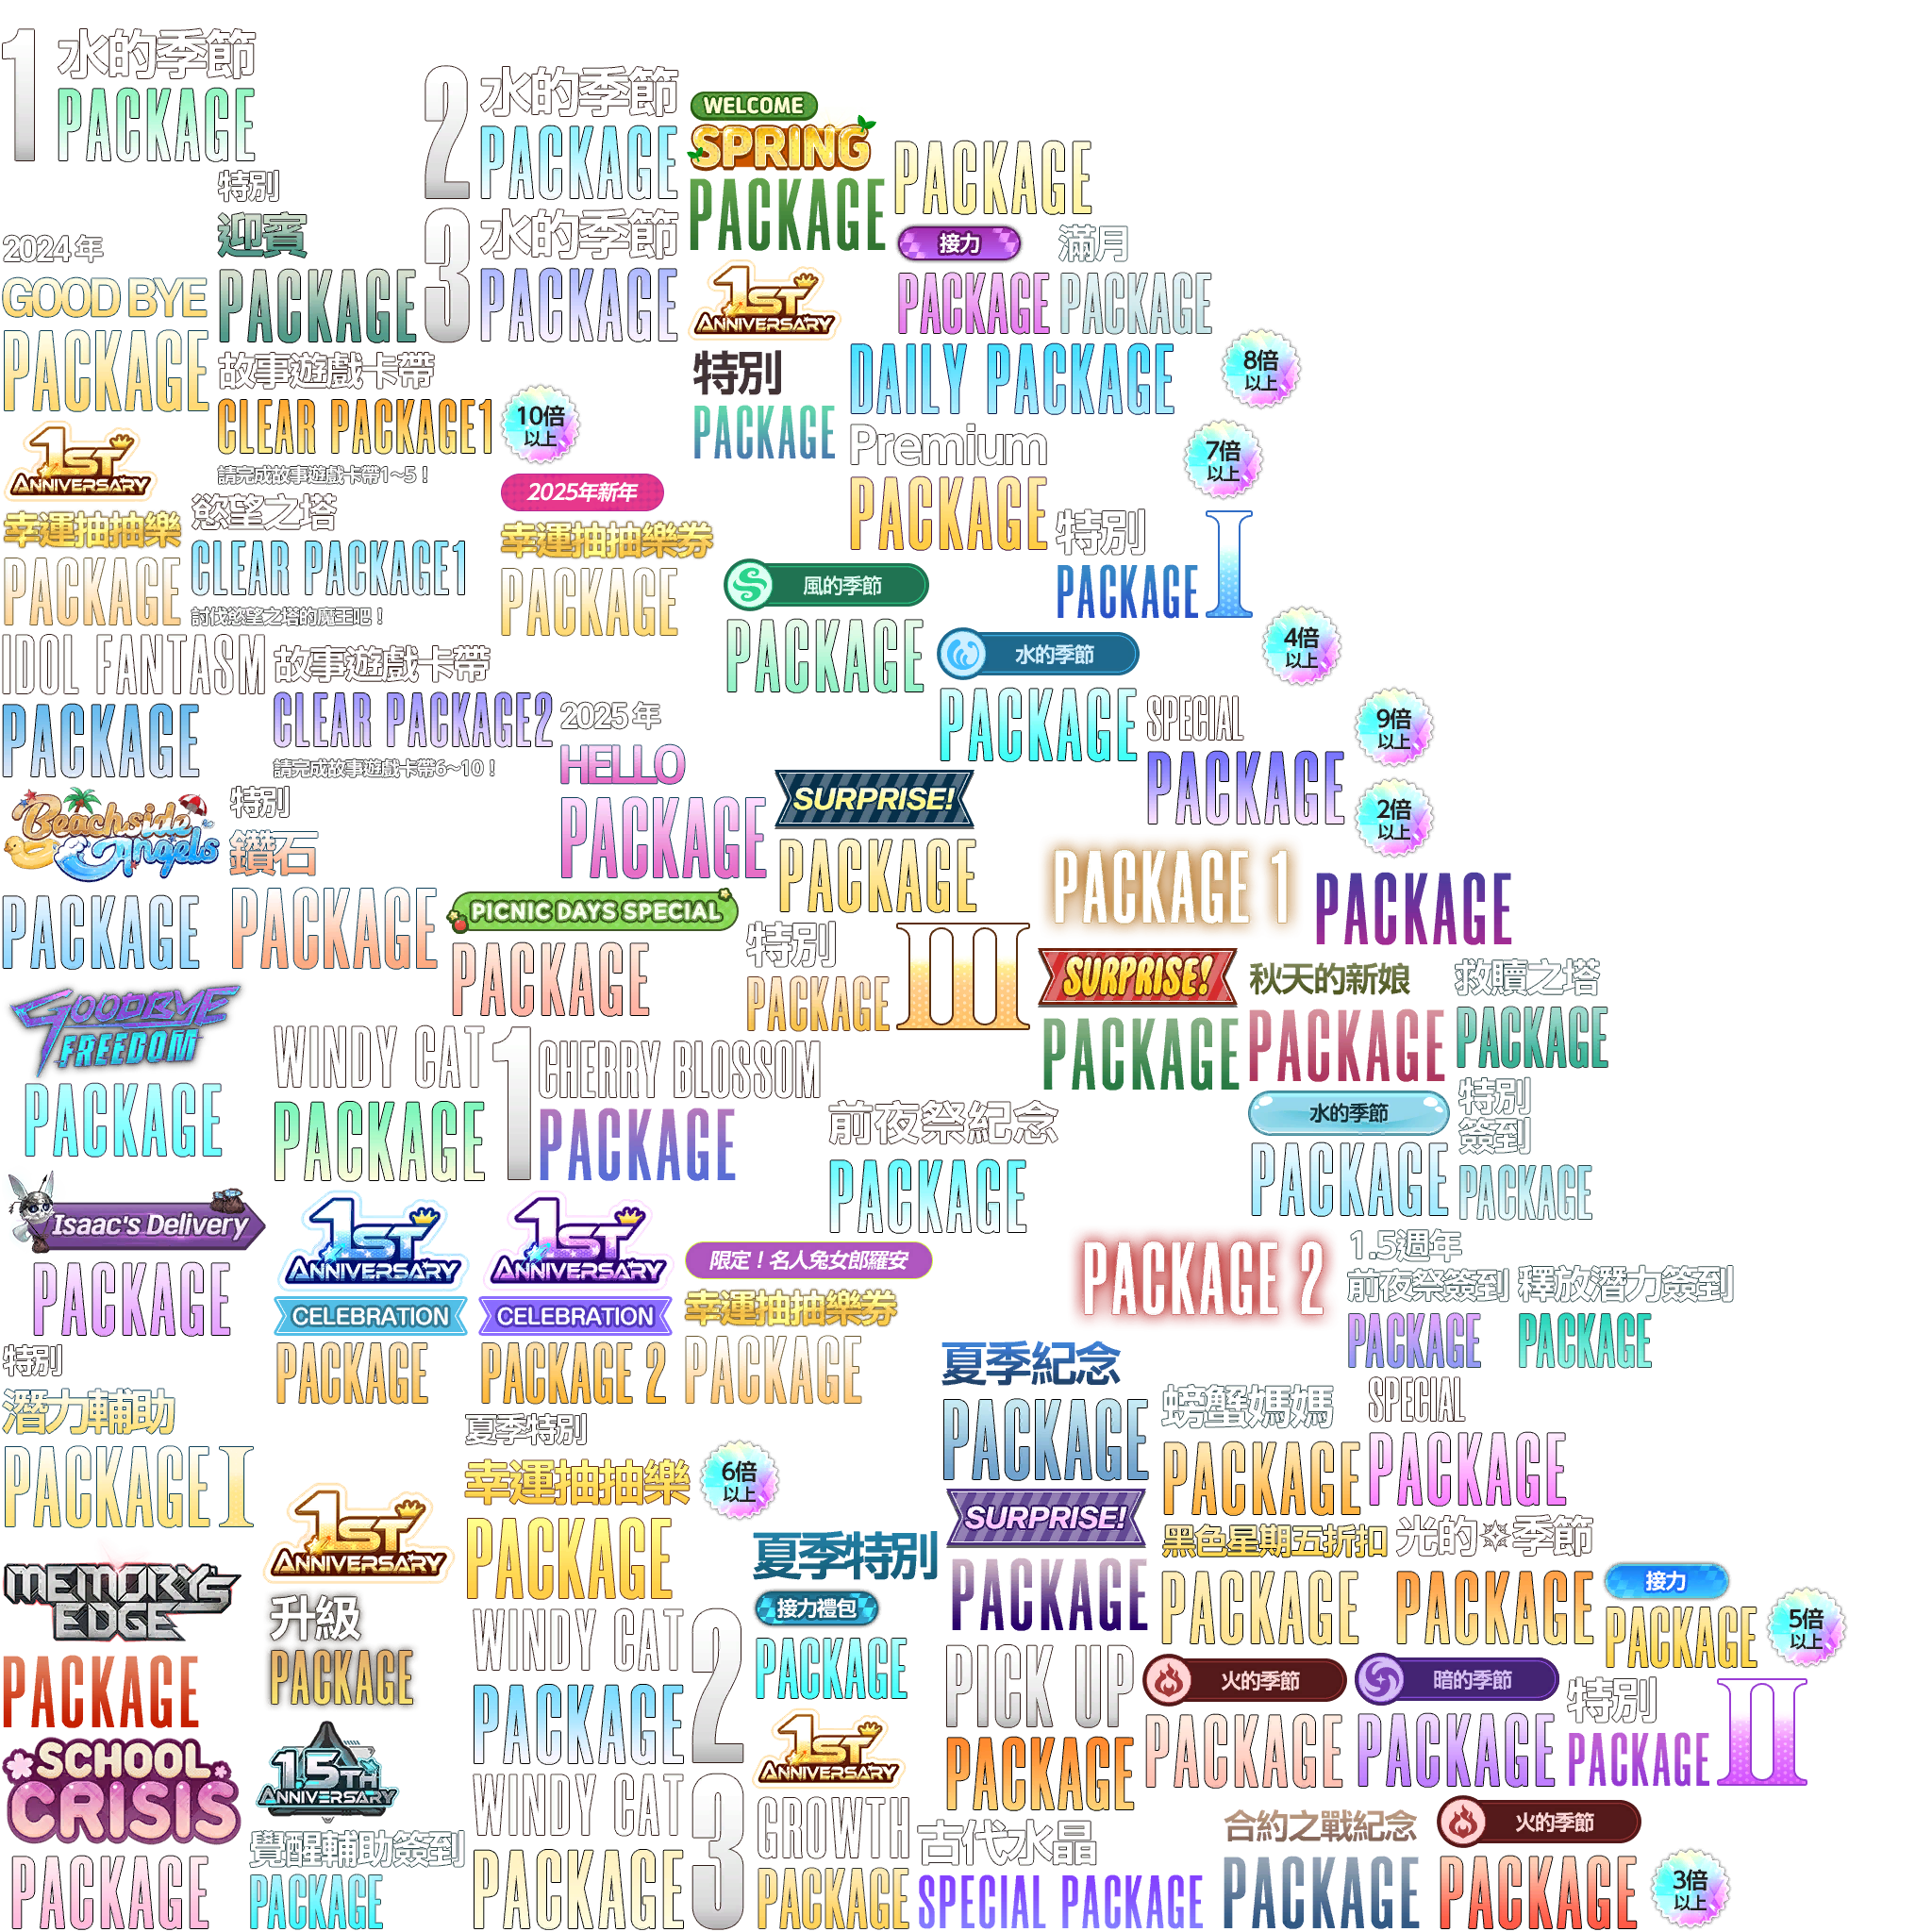 1
水的季節
PACKAGE
2
水的季節
PACKAGE
WELCOME
SPRING
PACKAGE
PACKAGE
特別
迎賓
PACKAGE
3
水的季節
PACKAGE
接力
PACKAGE
滿月
PACKAGE
2024年
GOOD BYE
PACKAGE
1ST
ANNIVERSARY
特別
PACKAGE
DAILY PACKAGE
8倍
以上
故事遊戲卡帶
CLEAR PACKAGE1
請完成故事遊戲卡帶1~5！
10倍
以上
Premium
PACKAGE
7倍
以上
1ST
ANNIVERSARY
幸運抽抽樂
PACKAGE
慾望之塔
CLEAR PACKAGE1
討伐慾望之塔的魔王吧！
2025年新年
幸運抽抽樂券
PACKAGE
風的季節
PACKAGE
特別
PACKAGE I
水的季節
PACKAGE
4倍
以上
IDOL FANTASM
PACKAGE
故事遊戲卡帶
CLEAR PACKAGE2
請完成故事遊戲卡帶6~10！
2025年
HELLO
PACKAGE
SPECIAL
PACKAGE
9倍
以上
2倍
以上
SURPRISE!
PACKAGE
Beachside
Angels
PACKAGE
特別
鑽石
PACKAGE
PICNIC DAYS SPECIAL
PACKAGE
特別
PACKAGE III
PACKAGE 1
PACKAGE
SURPRISE!
PACKAGE
秋天的新娘
PACKAGE
救贖之塔
PACKAGE
GOODBYE
FREEDOM
PACKAGE
WINDY CAT
PACKAGE
1
CHERRY BLOSSOM
PACKAGE
前夜祭紀念
PACKAGE
水的季節
PACKAGE
特別
簽到
PACKAGE
Isaac's Delivery
PACKAGE
1ST
ANNIVERSARY
CELEBRATION
PACKAGE
1ST
ANNIVERSARY
CELEBRATION
PACKAGE 2
限定！名人兔女郎羅安
幸運抽抽樂券
PACKAGE
PACKAGE 2
1.5週年
前夜祭簽到
PACKAGE
釋放潛力簽到
PACKAGE
特別
潛力輔助
PACKAGE I
夏季特別
幸運抽抽樂
PACKAGE
6倍
以上
夏季紀念
PACKAGE
螃蟹媽媽
PACKAGE
SPECIAL
PACKAGE
1ST
ANNIVERSARY
升級
PACKAGE
夏季特別
接力禮包
PACKAGE
SURPRISE!
PACKAGE
黑色星期五折扣
PACKAGE
光的季節
PACKAGE
接力
PACKAGE
5倍
以上
MEMORY'S
EDGE
PACKAGE
WINDY CAT
PACKAGE
2
PICK UP
PACKAGE
火的季節
PACKAGE
暗的季節
PACKAGE
特別
PACKAGE II
SCHOOL
CRISIS
PACKAGE
1.5TH
ANNIVERSARY
覺醒輔助簽到
PACKAGE
WINDY CAT
PACKAGE
3
1ST
ANNIVERSARY
GROWTH
PACKAGE
古代水晶
SPECIAL PACKAGE
合約之戰紀念
PACKAGE
火的季節
PACKAGE
3倍
以上